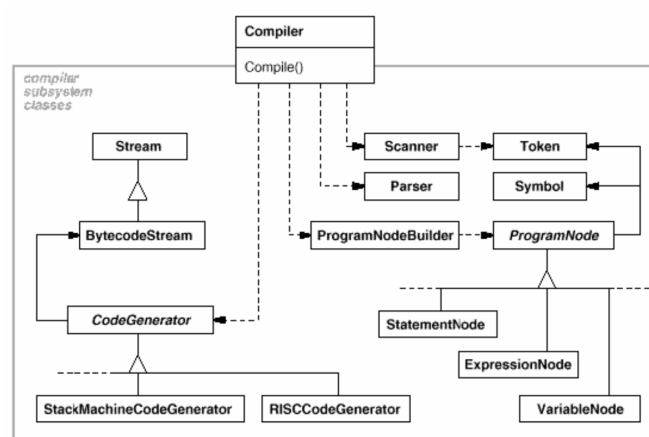 Compiler
Compile()
compiler
subsystem
classes
Stream
Scanner
Token
Parser
Symbol
BytecodeStream
ProgramNodeBuilder
ProgramNode
CodeGenerator
StatementNode
ExpressionNode
StackMachineCodeGenerator
RISCCodeGenerator
VariableNode